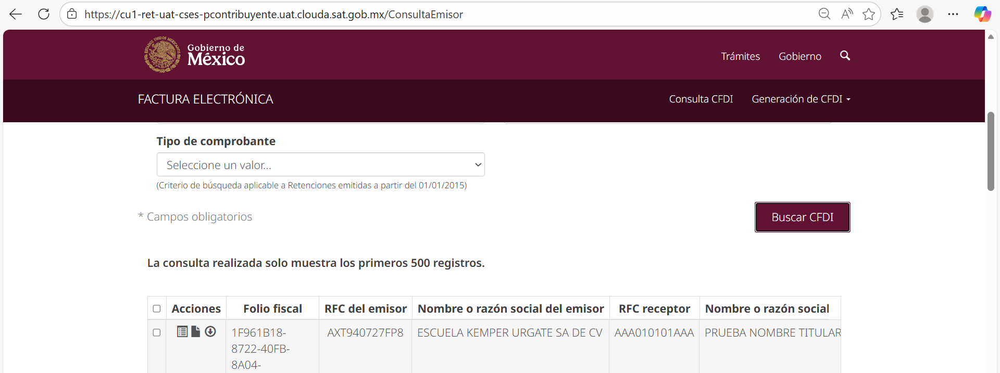 https://cu1-ret-uat-cses-pcontribuyente.uat.clouda.sat.gob.mx/ConsultaEmisor
Gobierno de
México
Trámites Gobierno
FACTURA ELECTRÓNICA
Consulta CFDI Generación de CFDI
Tipo de comprobante
Seleccione un valor...
(Criterio de búsqueda aplicable a Retenciones emitidas a partir del 01/01/2015)
* Campos obligatorios
Buscar CFDI
La consulta realizada solo muestra los primeros 500 registros.
Acciones Folio fiscal RFC del emisor Nombre o razón social del emisor RFC receptor Nombre o razón social
1F961B18- AXT940727FP8 ESCUELA KEMPER URGATE SA DE CV AAA010101AAA PRUEBA NOMBRE TITULAR
8722-40FB-
8A04-